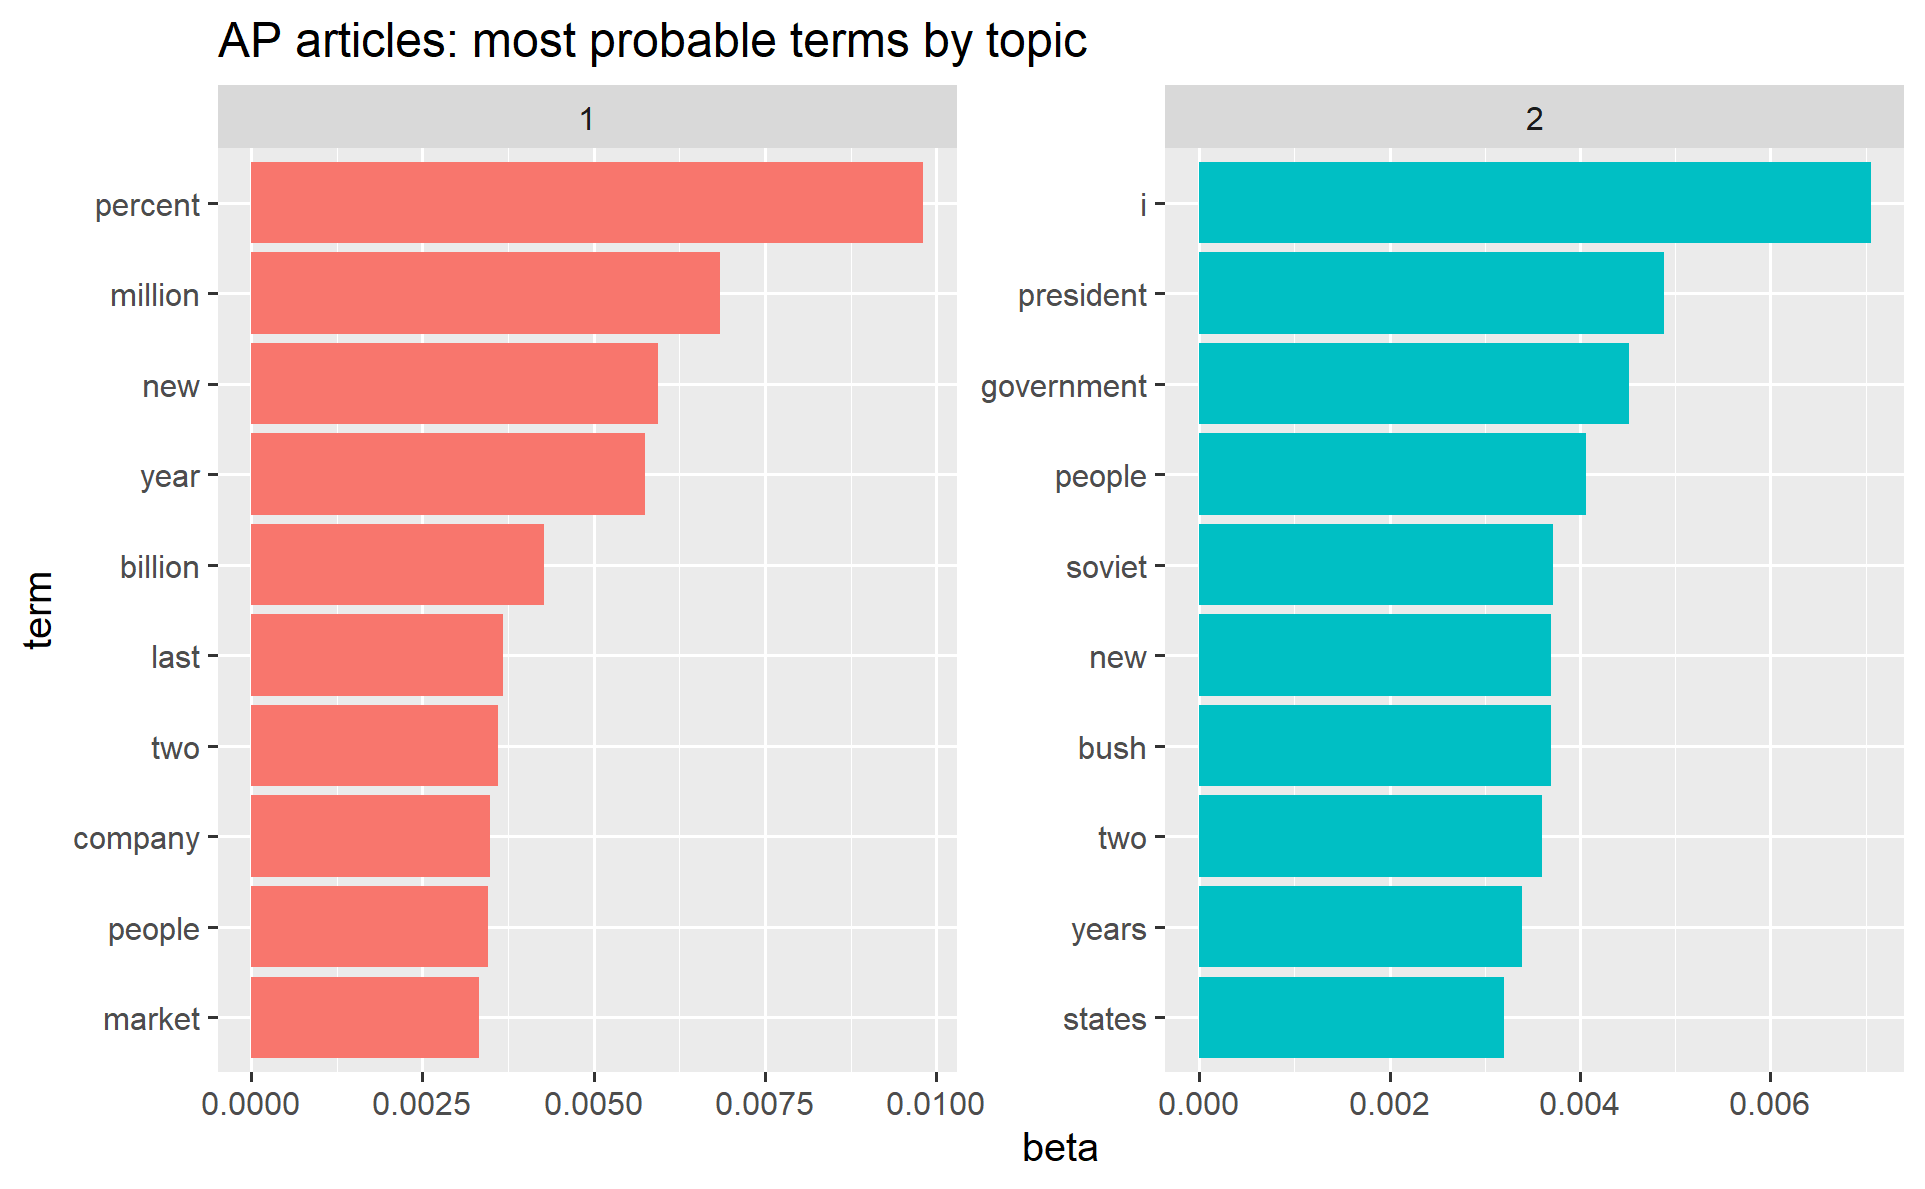 AP articles: most probable terms by topic
1
2
percent
million
new
year
billion
last
two
company
people
market
i
president
government
people
soviet
new
bush
two
years
states
0.0000 0.0025 0.0050 0.0075 0.0100
0.000 0.002 0.004 0.006
term
beta